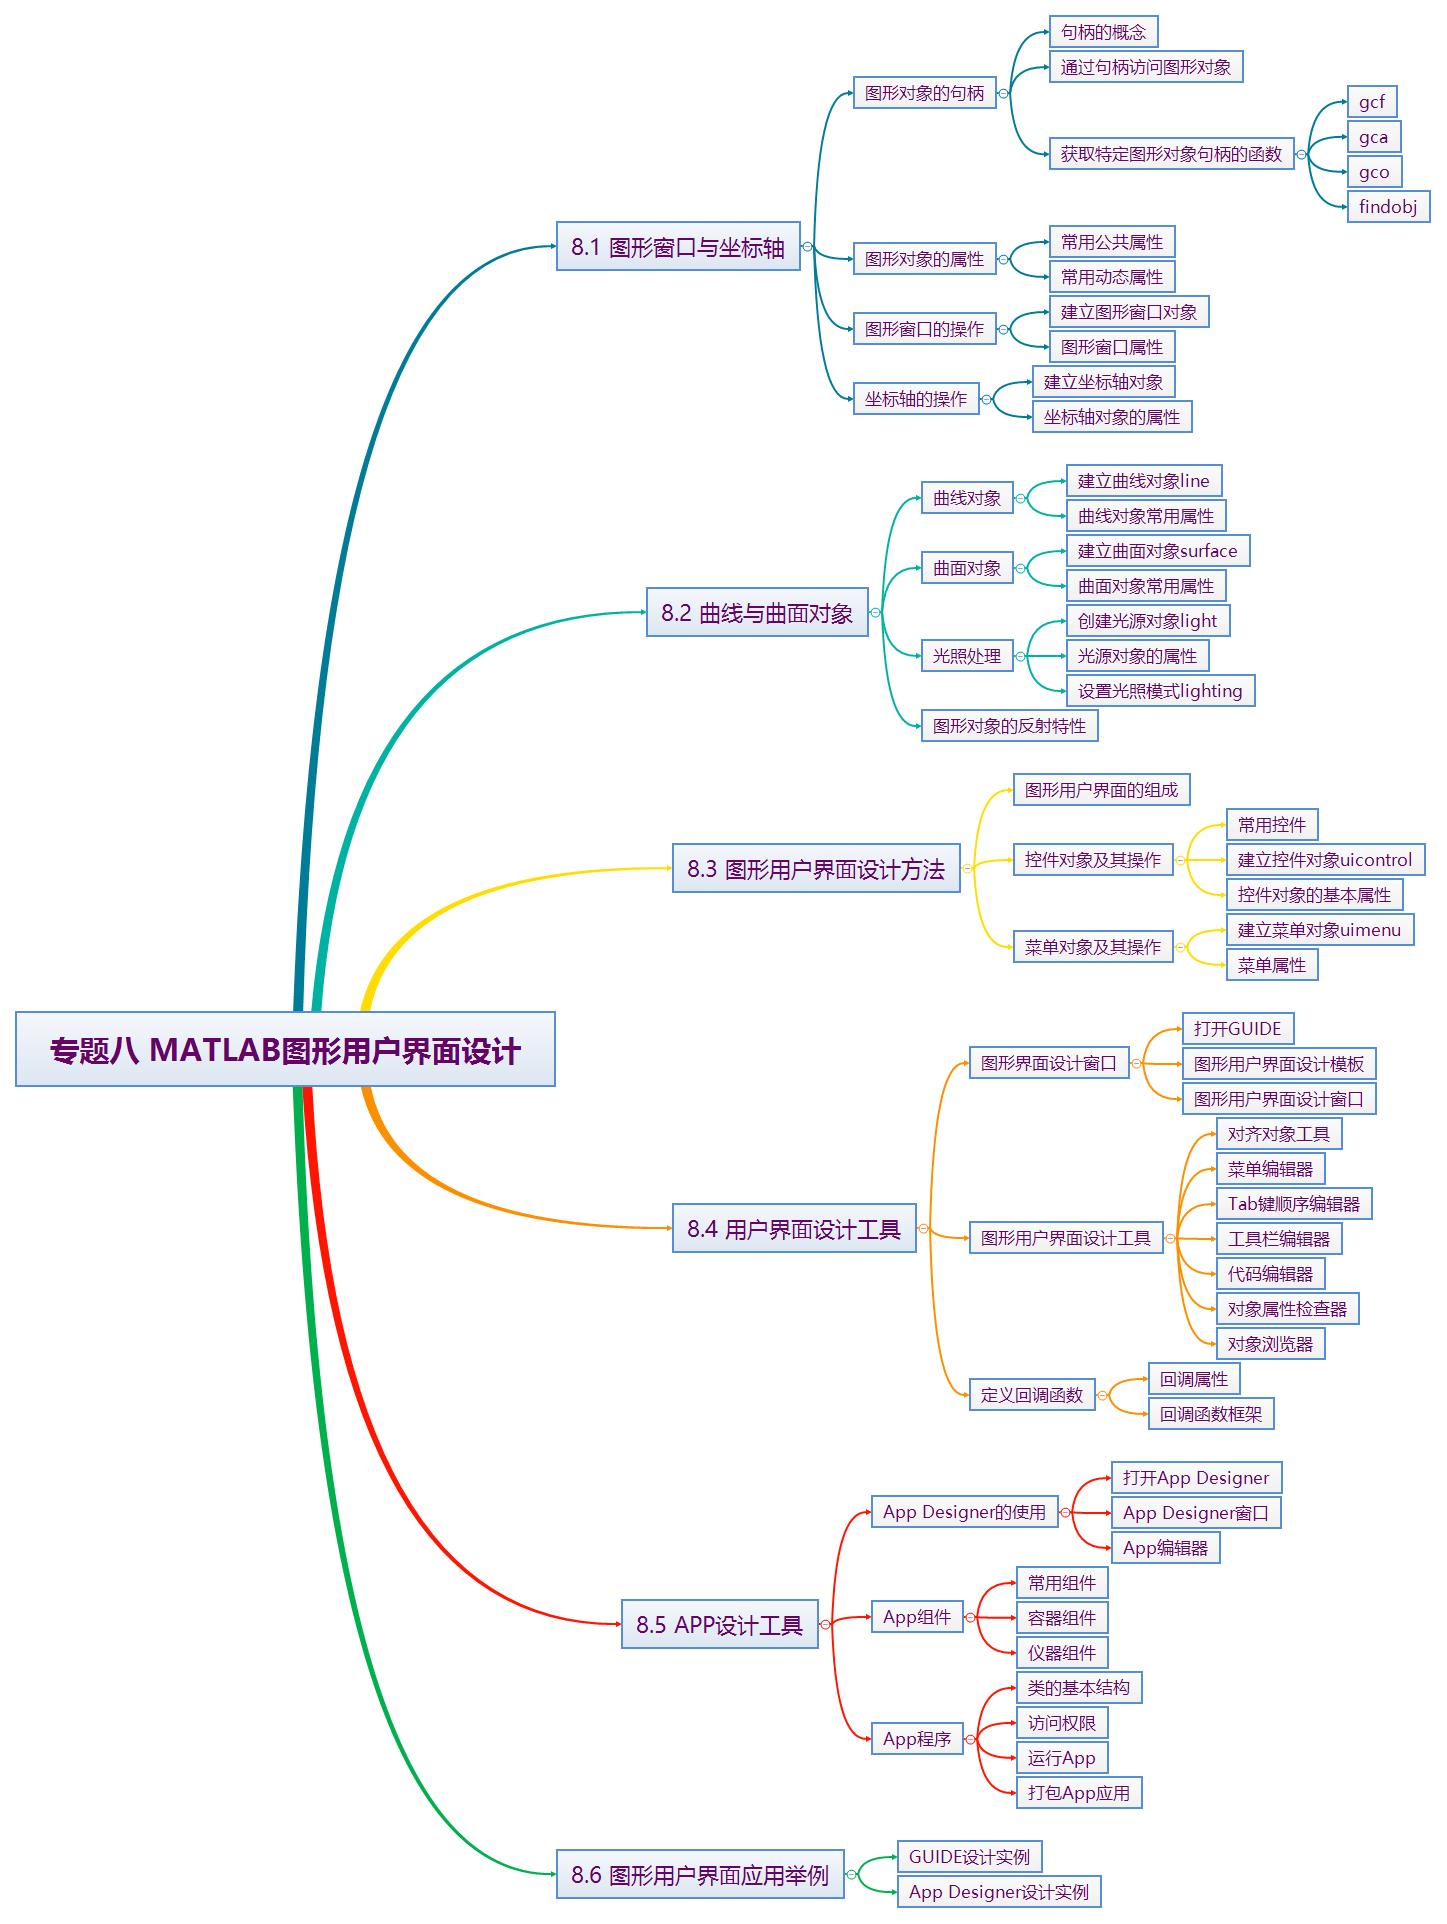 专题八 MATLAB图形用户界面设计
8.1 图形窗口与坐标轴
图形对象的句柄
句柄的概念
通过句柄访问图形对象
获取特定图形对象句柄的函数
gcf
gca
gco
findobj
图形对象的属性
常用公共属性
常用动态属性
图形窗口的操作
建立图形窗口对象
图形窗口属性
坐标轴的操作
建立坐标轴对象
坐标轴对象的属性
8.2 曲线与曲面对象
曲线对象
建立曲线对象line
曲线对象常用属性
曲面对象
建立曲面对象surface
曲面对象常用属性
光照处理
创建光源对象light
光源对象的属性
设置光照模式lighting
图形对象的反射特性
8.3 图形用户界面设计方法
图形用户界面的组成
控件对象及其操作
常用控件
建立控件对象uicontrol
控件对象的基本属性
菜单对象及其操作
建立菜单对象uimenu
菜单属性
8.4 用户界面设计工具
图形界面设计窗口
打开GUIDE
图形用户界面设计模板
图形用户界面设计窗口
图形用户界面设计工具
对齐对象工具
菜单编辑器
Tab键顺序编辑器
工具栏编辑器
代码编辑器
对象属性检查器
对象浏览器
定义回调函数
回调属性
回调函数框架
8.5 APP设计工具
App Designer的使用
打开App Designer
App Designer窗口
App编辑器
App组件
常用组件
容器组件
仪器组件
App程序
类的基本结构
访问权限
运行App
打包App应用
8.6 图形用户界面应用举例
GUIDE设计实例
App Designer设计实例